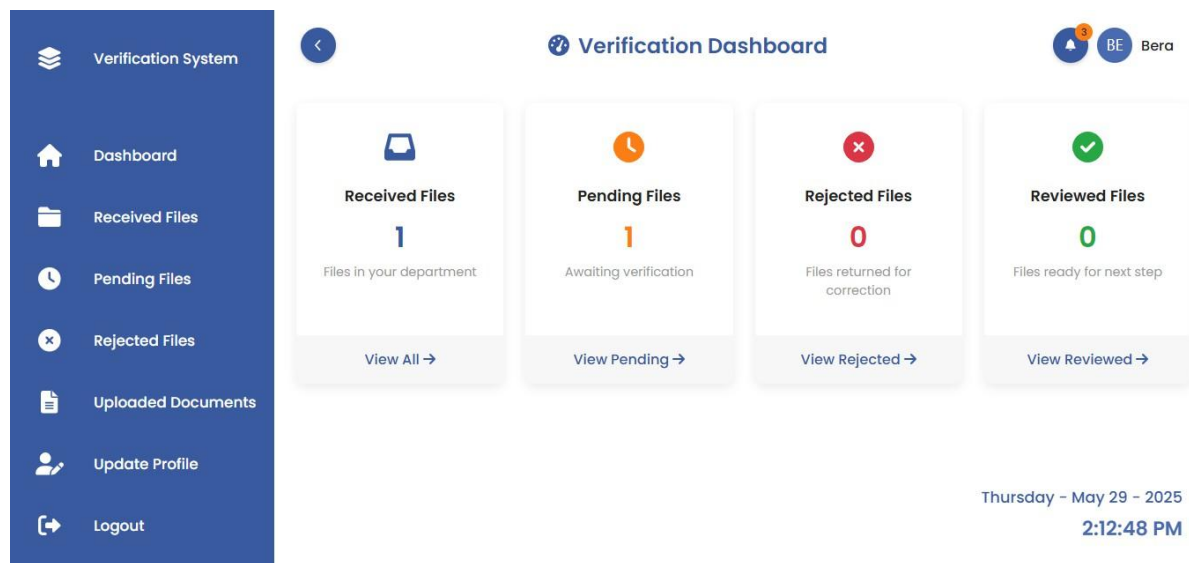 Verification System
Dashboard
Received Files
Pending Files
Rejected Files
Uploaded Documents
Update Profile
Logout
Verification Dashboard
3
BE
Bera
Received Files
1
Files in your department
View All →
Pending Files
1
Awaiting verification
View Pending →
Rejected Files
0
Files returned for
correction
View Rejected →
Reviewed Files
0
Files ready for next step
View Reviewed →
Thursday - May 29 - 2025
2:12:48 PM